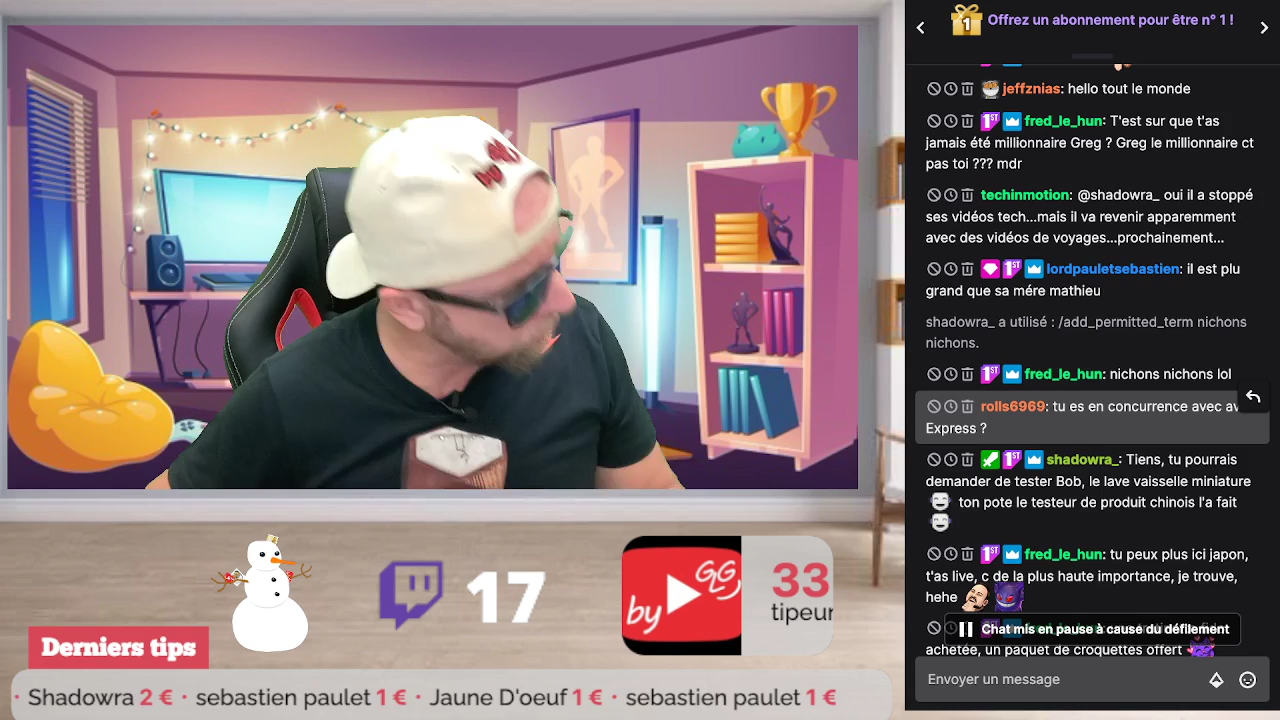 1
Offrez un abonnement pour être n° 1 !
jeffznias: hello tout le monde
fred_le_hun: T'est sur que t'as
jamais été millionnaire Greg ? Greg le millionnaire ct
pas toi ??? mdr
techinmotion: @shadowra_ oui il a stoppé
ses vidéos tech...mais il va revenir apparemment
avec des vidéos de voyages...prochainement...
lordpauletsebastien: il est plu
grand que sa mére mathieu
shadowra_ a utilisé : /add_permitted_term nichons
nichons.
fred_le_hun: nichons nichons lol
rolls6969: tu es en concurrence avec av
Express ?
shadowra_: Tiens, tu pourrais
demander de tester Bob, le lave vaisselle miniature
ton pote le testeur de produit chinois l'a fait
fred_le_hun: tu peux plus ici japon,
t'as live, c de la plus haute importance, je trouve,
hehe
Chat mis en pause à cause du défilement
achetée, un paquet de croquettes offert
Envoyer un message
17
by GLG
33
tipeur
Derniers tips
· Shadowra 2 € · sebastien paulet 1 € · Jaune D'oeuf 1 € · sebastien paulet 1 €